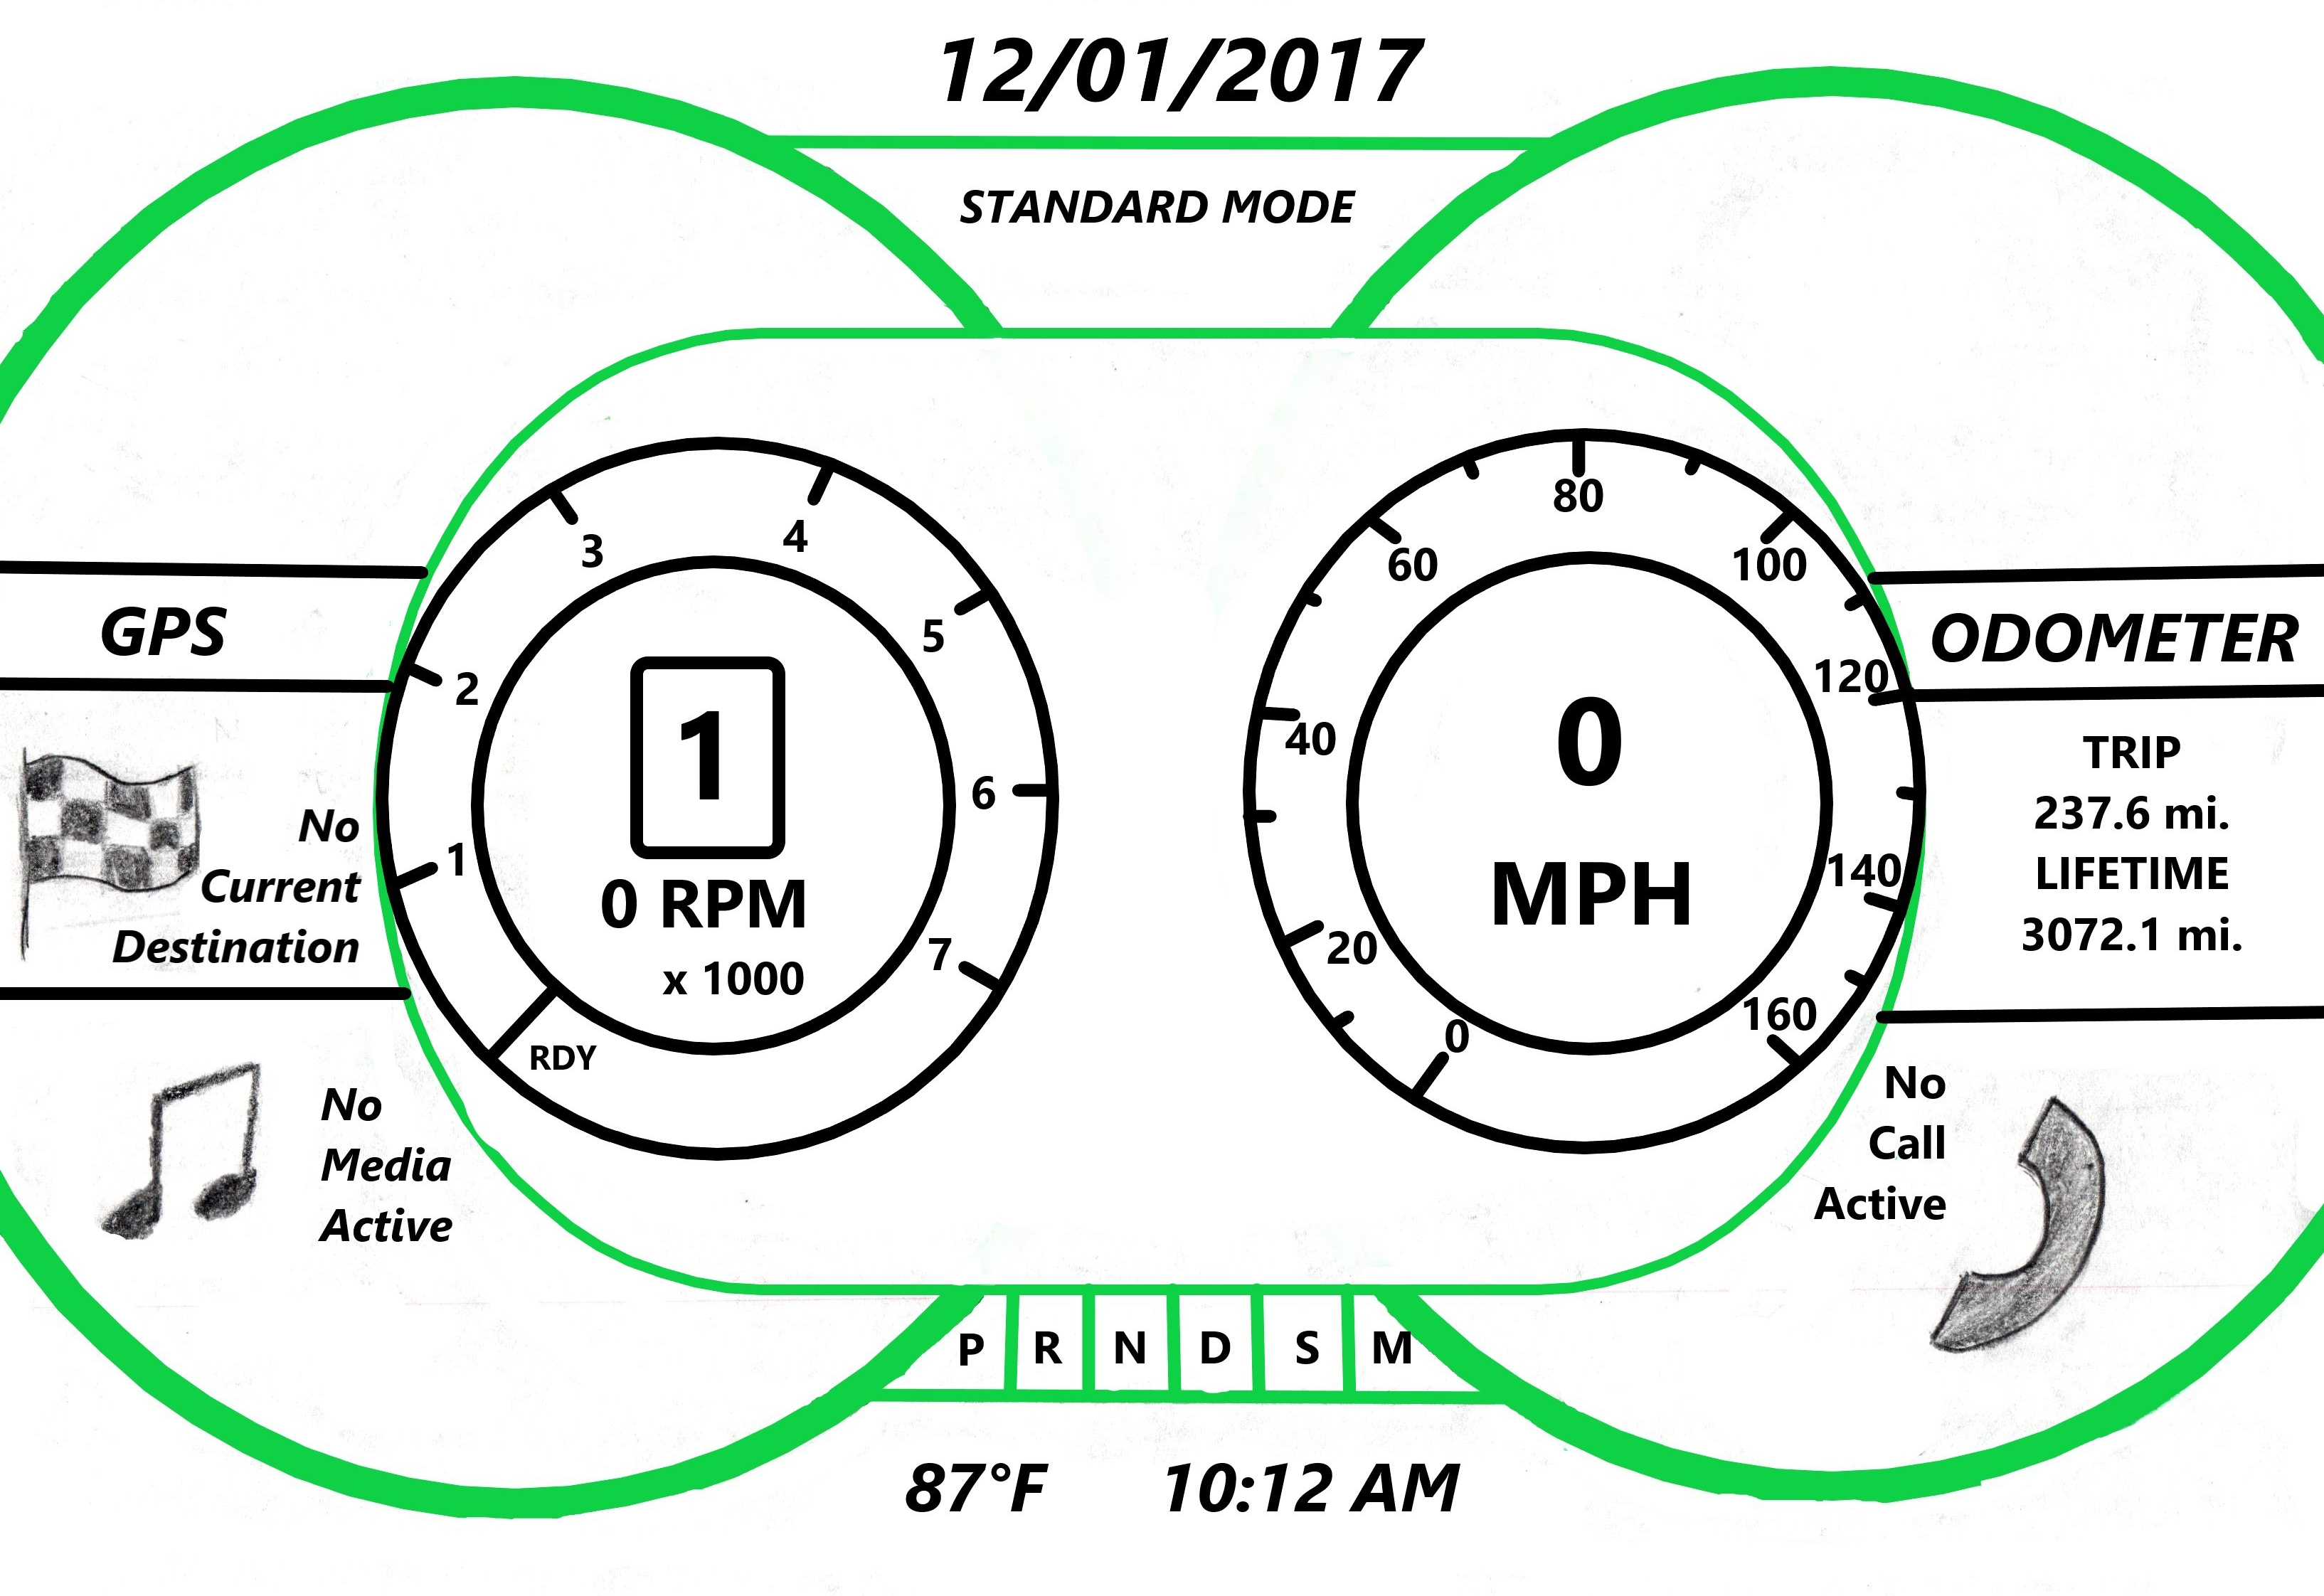 12/01/2017
STANDARD MODE
GPS
No
Current
Destination
No
Media
Active
1
2
3
4
5
6
7
RDY
1
0 RPM
x 1000
0
20
40
60
80
100
120
140
160
0
MPH
ODOMETER
TRIP
237.6 mi.
LIFETIME
3072.1 mi.
No
Call
Active
P R N D S M
87°F 10:12 AM